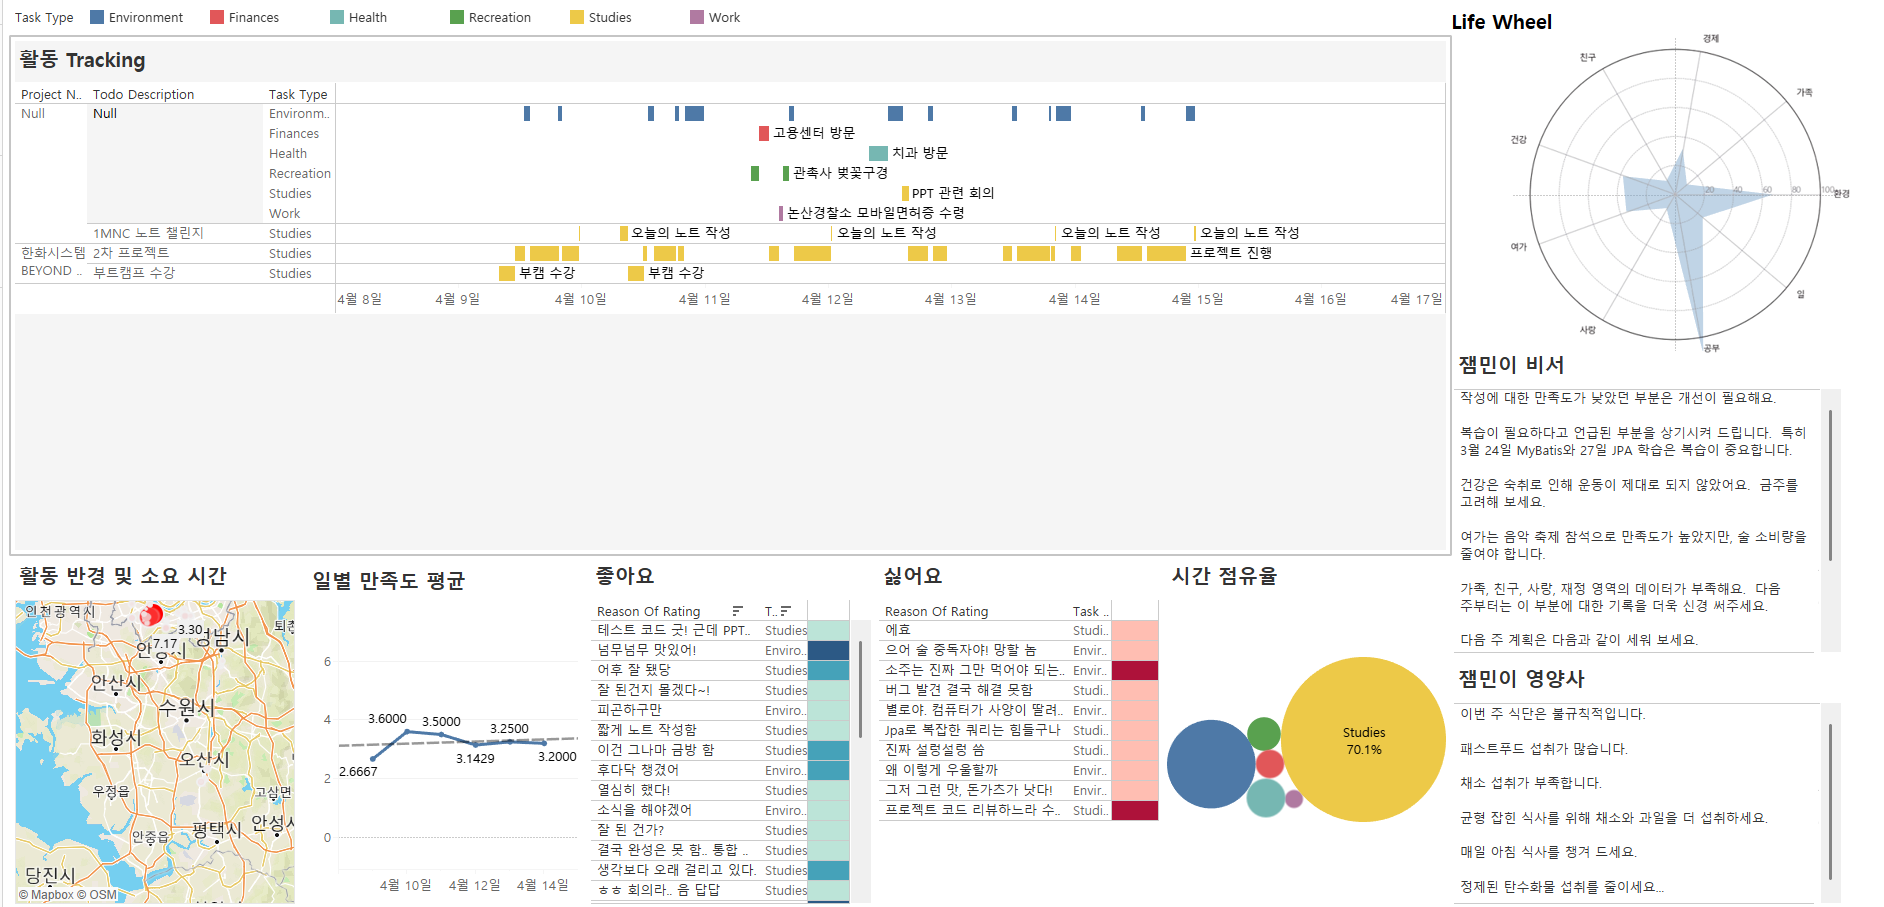 Task Type Environment Finances Health Recreation Studies Work
활동 Tracking
Project N.. Todo Description Task Type
Null Null Environm..
Finances 고용센터 방문
Health 치과 방문
Recreation 관촉사 벚꽃구경
Studies PPT 관련 회의
Work 논산경찰소 모바일면허증 수령
1MNC 노트 챌린지 Studies 오늘의 노트 작성 오늘의 노트 작성 오늘의 노트 작성 오늘의 노트 작성
한화시스템 2차 프로젝트 Studies 프로젝트 진행
BEYOND .. 부트캠프 수강 Studies 부캠 수강 부캠 수강
4월 8일 4월 9일 4월 10일 4월 11일 4월 12일 4월 13일 4월 14일 4월 15일 4월 16일 4월 17일
Life Wheel
경제
친구
가족
건강
20 40 60 80 100 환경
여가
일
사랑
공부
잼민이 비서
작성에 대한 만족도가 낮았던 부분은 개선이 필요해요.
복습이 필요하다고 언급된 부분을 상기시켜 드립니다. 특히
3월 24일 MyBatis와 27일 JPA 학습은 복습이 중요합니다.
건강은 숙취로 인해 운동이 제대로 되지 않았어요. 금주를
고려해 보세요.
여가는 음악 축제 참석으로 만족도가 높았지만, 술 소비량을
줄여야 합니다.
가족, 친구, 사랑, 재정 영역의 데이터가 부족해요. 다음
주부터는 이 부분에 대한 기록을 더욱 신경 써주세요.
다음 주 계획은 다음과 같이 세워 보세요.
활동 반경 및 소요 시간
인천광역시
3.30
성남시
7.17
안산시
수원시
화성시
오산시
우정읍
고삼면
안중읍
평택시
안성시
당진시
© Mapbox © OSM
일별 만족도 평균
6
4
2
0
2.6667
3.6000
3.5000
3.1429
3.2500
3.2000
4월 10일 4월 12일 4월 14일
좋아요
Reason Of Rating T..
테스트 코드 굿! 근데 PPT.. Studies
넘무넘무 맛있어! Enviro..
어후 잘 됐당 Studies
잘 된건지 몰겠다~! Studies
피곤하구만 Enviro..
짧게 노트 작성함 Studies
이건 그나마 금방 함 Studies
후다닥 챙겼어 Enviro..
열심히 했다! Studies
소식을 해야겠어 Enviro..
잘 된 건가? Studies
결국 완성은 못 함.. 통합 .. Studies
생각보다 오래 걸리고 있다. Studies
ㅎㅎ 회의라.. 음 답답 Studies
싫어요
Reason Of Rating Task ..
에효 Studi..
으어 술 중독자야! 망할 놈 Envir..
소주는 진짜 그만 먹어야 되는.. Envir..
버그 발견 결국 해결 못함 Studi..
별로야. 컴퓨터가 사양이 딸려.. Envir..
Jpa로 복잡한 쿼리는 힘들구나 Studi..
진짜 설렁설렁 씀 Studi..
왜 이렇게 우울할까 Envir..
그저 그런 맛, 돈가츠가 낫다! Envir..
프로젝트 코드 리뷰하느라 수.. Studi..
시간 점유율
Studies
70.1%
잼민이 영양사
이번 주 식단은 불규칙적입니다.
패스트푸드 섭취가 많습니다.
채소 섭취가 부족합니다.
균형 잡힌 식사를 위해 채소와 과일을 더 섭취하세요.
매일 아침 식사를 챙겨 드세요.
정제된 탄수화물 섭취를 줄이세요...